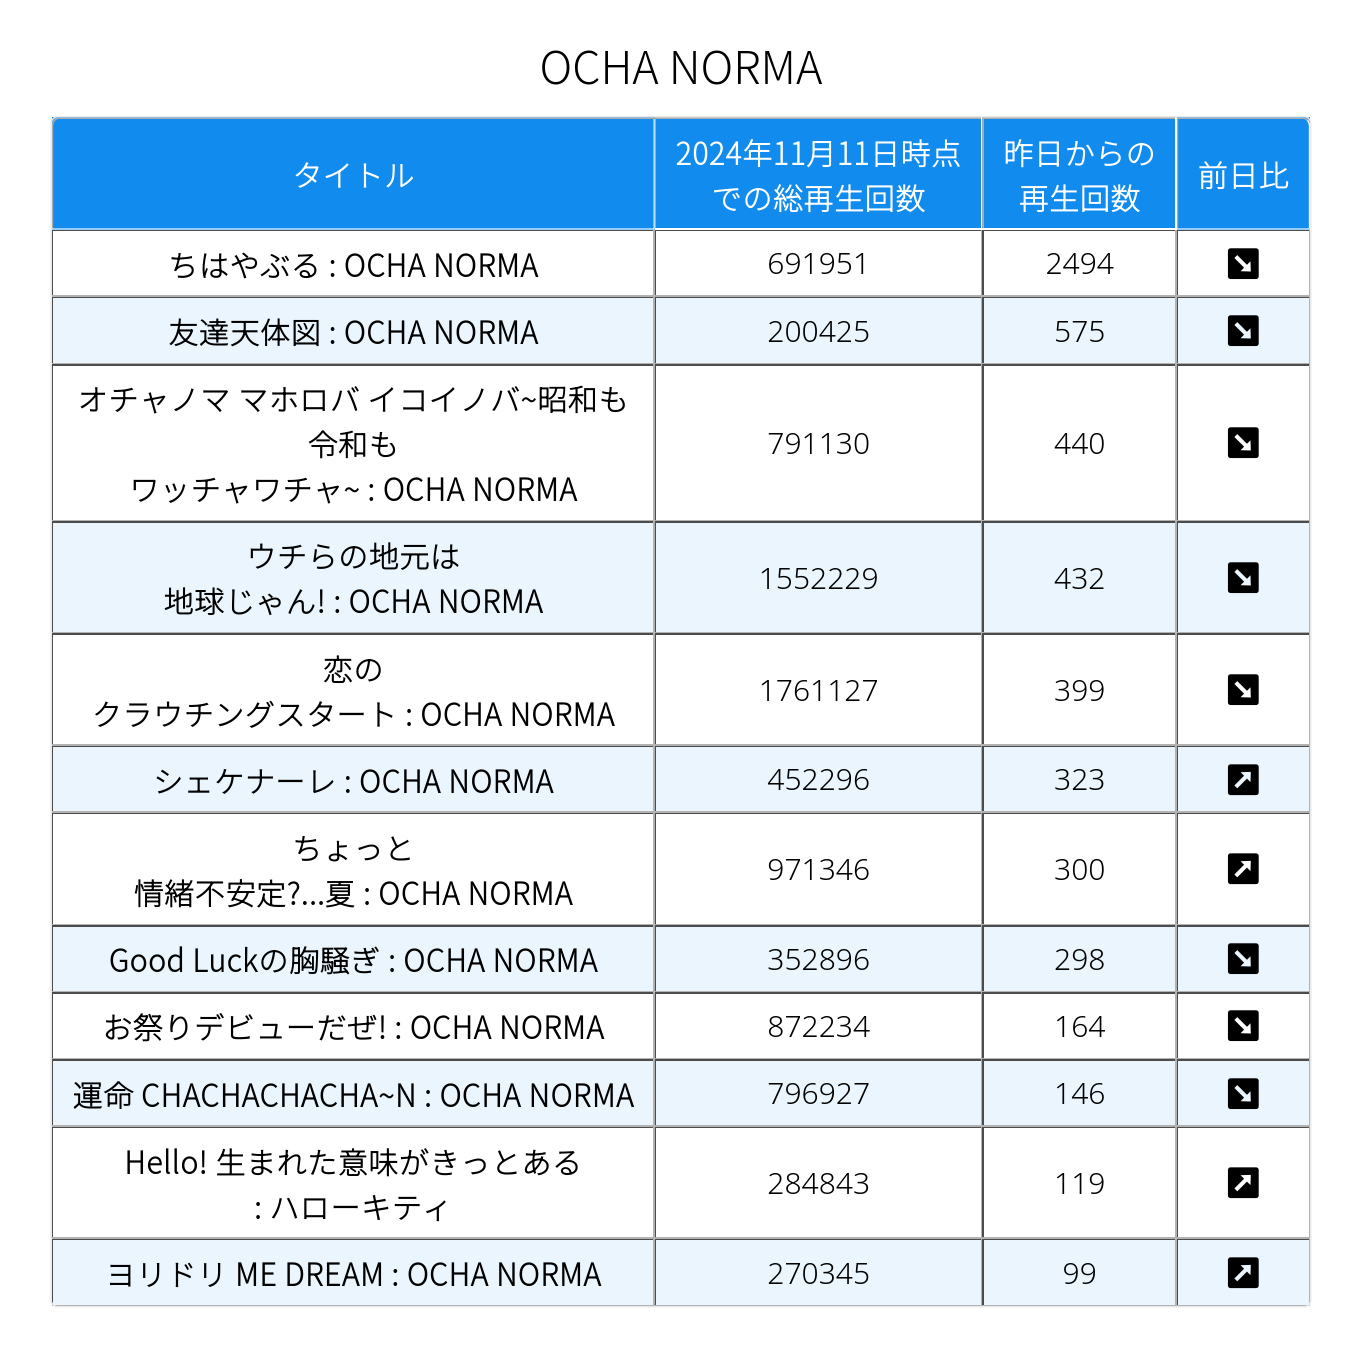 OCHA NORMA
タイトル
2024年11月11日時点
での総再生回数
昨日からの
再生回数
前日比
ちはやぶる : OCHA NORMA
691951
2494
友達天体図 : OCHA NORMA
200425
575
オチャノマ マホロバ イコイノバ~昭和も
令和も
ワッチャワチャ~ : OCHA NORMA
791130
440
ウチらの地元は
地球じゃん! : OCHA NORMA
1552229
432
恋の
クラウチングスタート : OCHA NORMA
1761127
399
シェケナーレ : OCHA NORMA
452296
323
ちょっと
情緒不安定?...夏 : OCHA NORMA
971346
300
Good Luckの胸騒ぎ : OCHA NORMA
352896
298
お祭りデビューだぜ! : OCHA NORMA
872234
164
運命 CHACHACHACHA~N : OCHA NORMA
796927
146
Hello! 生まれた意味がきっとある
: ハローキティ
284843
119
ヨリドリ ME DREAM : OCHA NORMA
270345
99